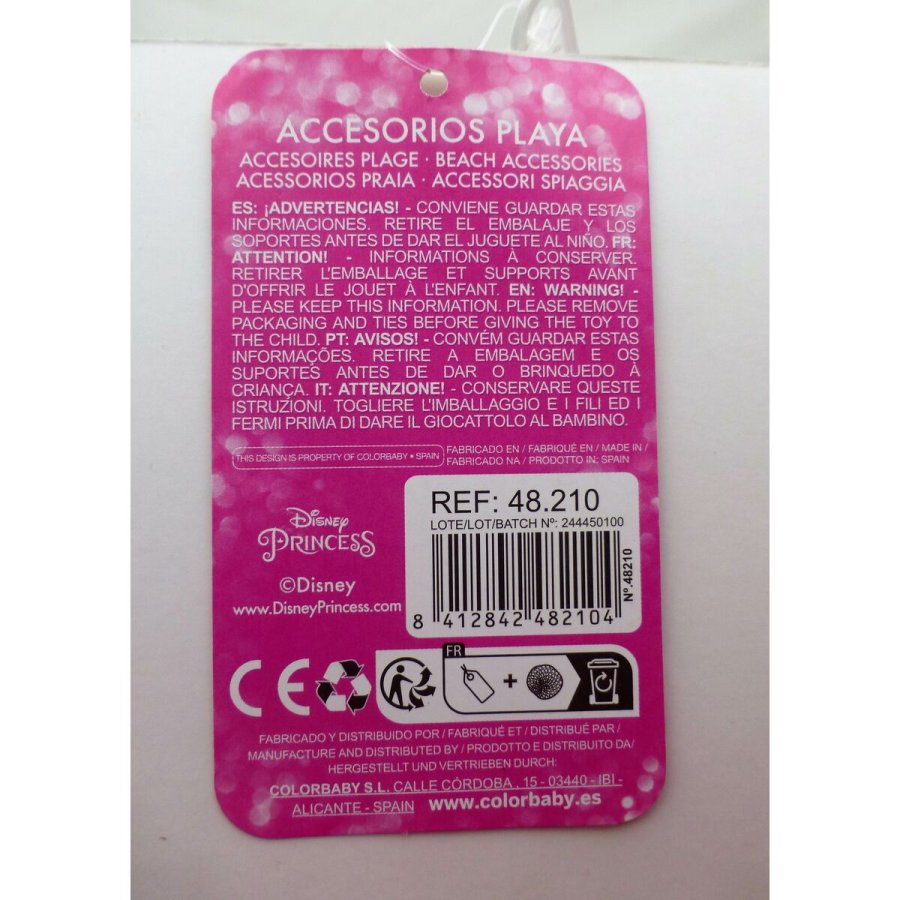 ACCESORIOS PLAYA
ACCESOIRES PLAGE · BEACH ACCESSORIES
ACESSORIOS PRAIA · ACCESSORI SPIAGGIA
ES: ¡ADVERTENCIAS! - CONVIENE GUARDAR ESTAS
INFORMACIONES. RETIRE EL EMBALAJE Y LOS
SOPORTES ANTES DE DAR EL JUGUETE AL NIÑO. FR:
ATTENTION! - INFORMATIONS À CONSERVER.
RETIRER L'EMBALLAGE ET SUPPORTS AVANT
D'OFFRIR LE JOUET À L'ENFANT. EN: WARNING! -
PLEASE KEEP THIS INFORMATION. PLEASE REMOVE
PACKAGING AND TIES BEFORE GIVING THE TOY TO
THE CHILD. PT: AVISOS! - CONVÉM GUARDAR ESTAS
INFORMAÇÕES. RETIRE A EMBALAGEM E OS
SUPORTES ANTES DE DAR O BRINQUEDO À
CRIANÇA. IT: ATTENZIONE! - CONSERVARE QUESTE
ISTRUZIONI. TOGLIERE L'IMBALLAGGIO E I FILI ED I
FERMI PRIMA DI DARE IL GIOCATTOLO AL BAMBINO.
THIS DESIGN IS PROPERTY OF COLORBABY • SPAIN
FABRICADO EN / FABRIQUÉ EN / MADE IN /
FABRICADO NA / PRODOTTO IN: SPAIN
REF: 48.210
LOTE/LOT/BATCH Nº: 244450100
Nº.48210
8 412842 482104
Disney
PRINCESS
©Disney
www.DisneyPrincess.com
CE
FR
+
FABRICADO Y DISTRIBUIDO POR / FABRIQUÉ ET / DISTRIBUÉ PAR /
MANUFACTURE AND DISTRIBUTED BY / PRODOTTO E DISTRIBUITO DA/
HERGESTELLT UND VERTRIEBEN DURCH:
COLORBABY S.L. CALLE CÓRDOBA , 15 - 03440 - IBI -
ALICANTE - SPAIN www.colorbaby.es